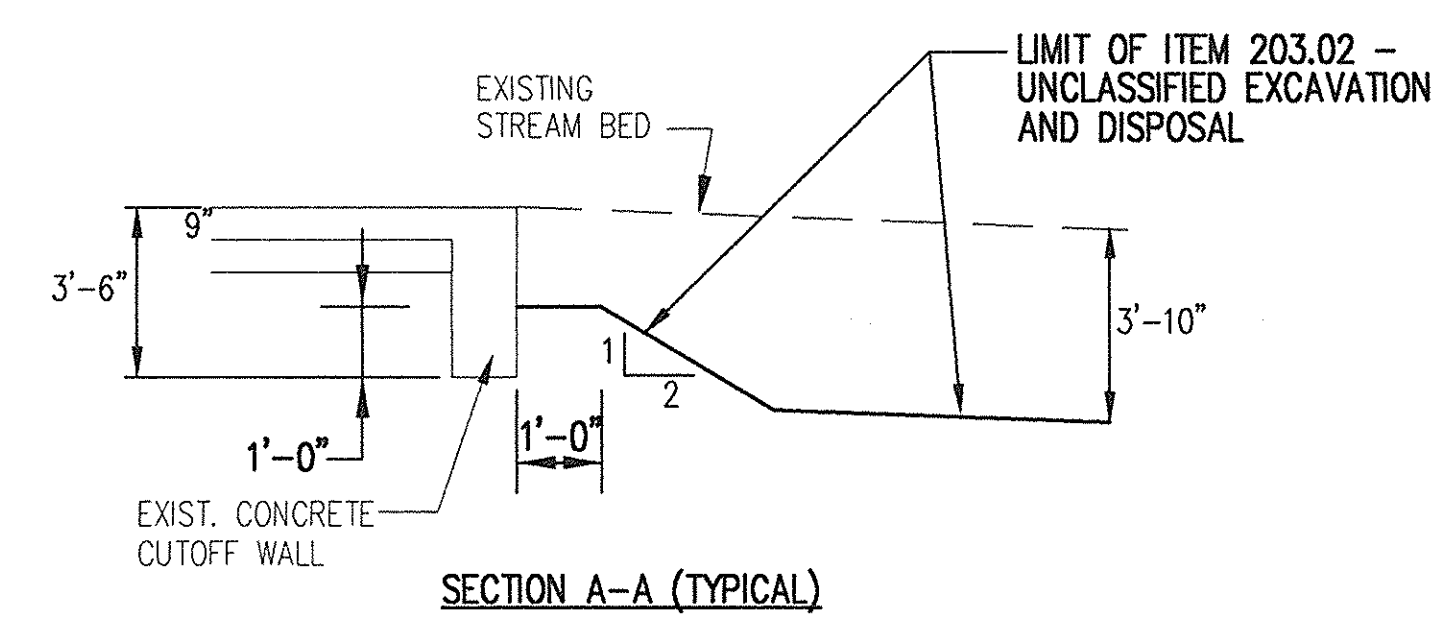 LIMIT OF ITEM 203.02 –
UNCLASSIFIED EXCAVATION
AND DISPOSAL
EXISTING
STREAM BED
9"
3'-6"
3'-10"
1
2
1'-0"
1'-0"
EXIST. CONCRETE
CUTOFF WALL
SECTION A-A (TYPICAL)